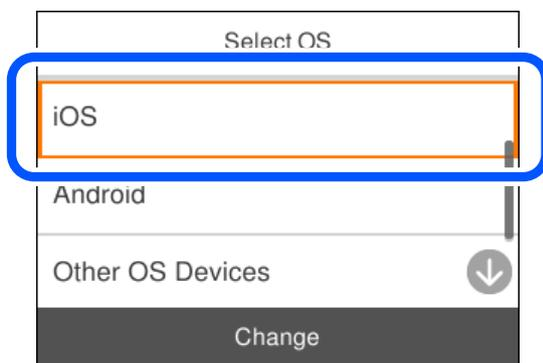 Select OS
iOS
Android
Other OS Devices
Change